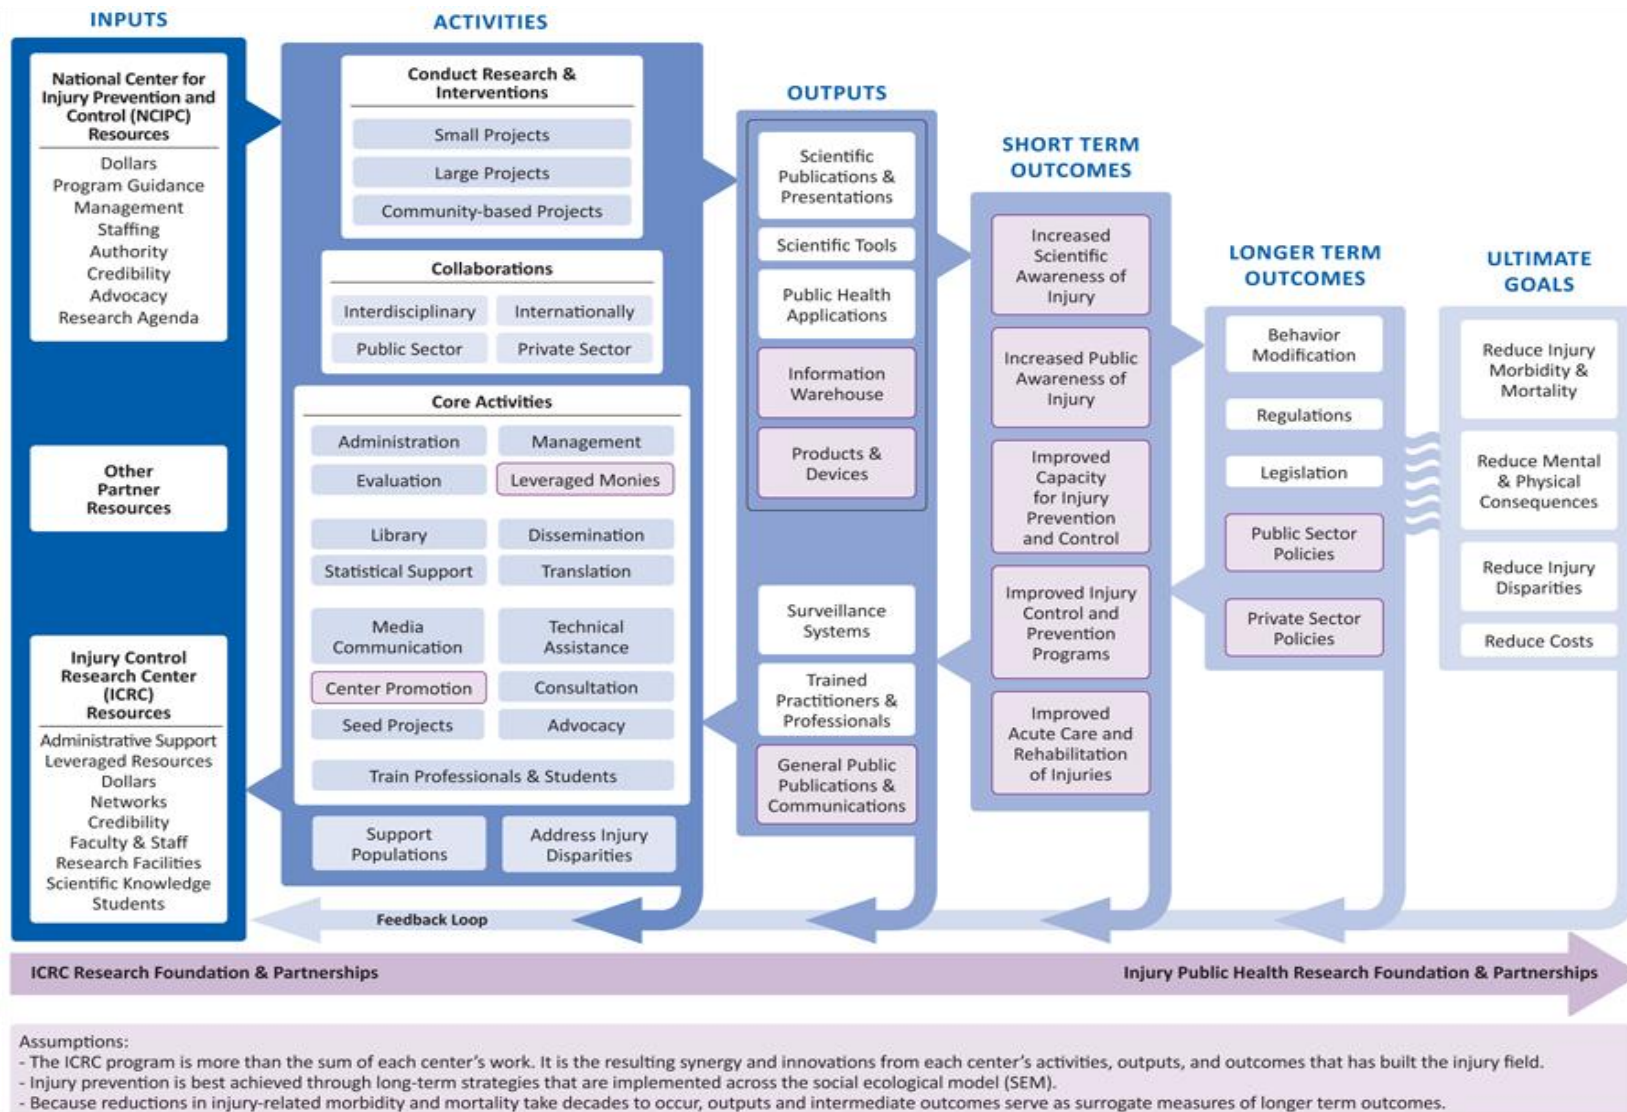 INPUTS
National Center for
Injury Prevention and
Control (NCIPC)
Resources
Dollars
Program Guidance
Management
Staffing
Authority
Credibility
Advocacy
Research Agenda
Other
Partner
Resources
Injury Control
Research Center
(ICRC)
Resources
Administrative Support
Leveraged Resources
Dollars
Networks
Credibility
Faculty & Staff
Research Facilities
Scientific Knowledge
Students
ACTIVITIES
Conduct Research &
Interventions
Small Projects
Large Projects
Community-based Projects
Collaborations
Interdisciplinary
Internationally
Public Sector
Private Sector
Core Activities
Administration
Management
Evaluation
Leveraged Monies
Library
Dissemination
Statistical Support
Translation
Media
Communication
Technical
Assistance
Center Promotion
Consultation
Seed Projects
Advocacy
Train Professionals & Students
Support
Populations
Address Injury
Disparities
OUTPUTS
Scientific
Publications &
Presentations
Scientific Tools
Public Health
Applications
Information
Warehouse
Products &
Devices
Surveillance
Systems
Trained
Practitioners &
Professionals
General Public
Publications &
Communications
SHORT TERM
OUTCOMES
Increased
Scientific
Awareness of
Injury
Increased Public
Awareness of
Injury
Improved
Capacity
for Injury
Prevention
and Control
Improved Injury
Control and
Prevention
Programs
Improved
Acute Care and
Rehabilitation
of Injuries
LONGER TERM
OUTCOMES
Behavior
Modification
Regulations
Legislation
Public Sector
Policies
Private Sector
Policies
ULTIMATE
GOALS
Reduce Injury
Morbidity &
Mortality
Reduce Mental
& Physical
Consequences
Reduce Injury
Disparities
Reduce Costs
Feedback Loop
ICRC Research Foundation & Partnerships
Injury Public Health Research Foundation & Partnerships
Assumptions:
- The ICRC program is more than the sum of each center's work. It is the resulting synergy and innovations from each center's activities, outputs, and outcomes that has built the injury field.
- Injury prevention is best achieved through long-term strategies that are implemented across the social ecological model (SEM).
- Because reductions in injury-related morbidity and mortality take decades to occur, outputs and intermediate outcomes serve as surrogate measures of longer term outcomes.